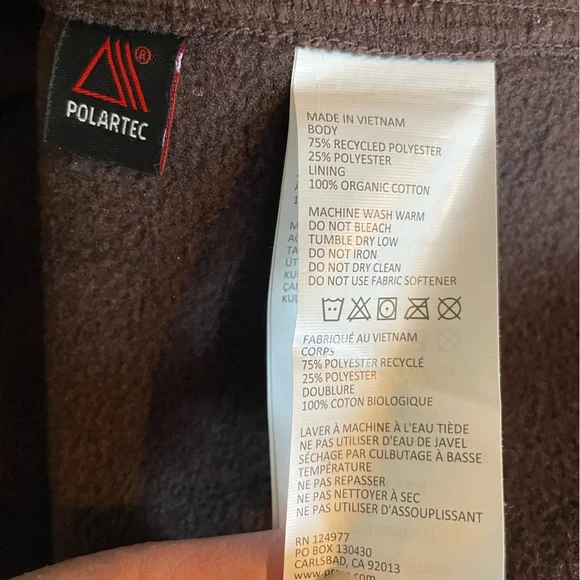 ®
POLARTEC
MADE IN VIETNAM
BODY
75% RECYCLED POLYESTER
25% POLYESTER
LINING
100% ORGANIC COTTON
MACHINE WASH WARM
DO NOT BLEACH
TUMBLE DRY LOW
DO NOT IRON
DO NOT DRY CLEAN
DO NOT USE FABRIC SOFTENER
FABRIQUÉ AU VIETNAM
CORPS
75% POLYESTER RECYCLÉ
25% POLYESTER
DOUBLURE
100% COTON BIOLOGIQUE
LAVER À MACHINE À L'EAU TIÈDE
NE PAS UTILISER D'EAU DE JAVEL
SÉCHAGE PAR CULBUTAGE À BASSE
TEMPÉRATURE
NE PAS REPASSER
NE PAS NETTOYER À SEC
NE PAS UTILISER D'ASSOUPLISSANT
RN 124977
PO BOX 130430
CARLSBAD, CA 92013